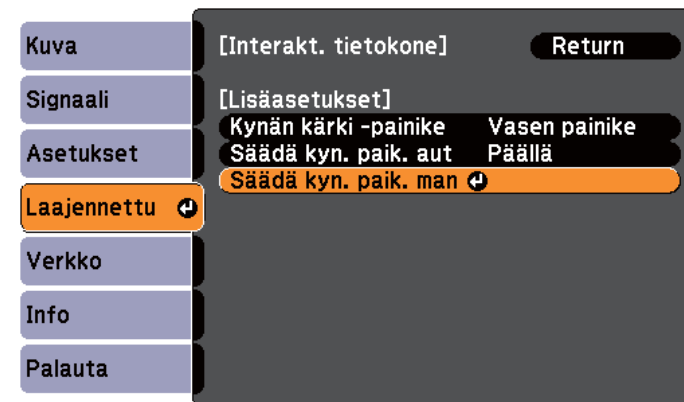 Kuva
Signaali
Asetukset
Laajennettu
Verkko
Info
Palauta
[Interakt. tietokone] Return
[Lisäasetukset]
Kynän kärki -painike Vasen painike
Säädä kyn. paik. aut Päällä
Säädä kyn. paik. man